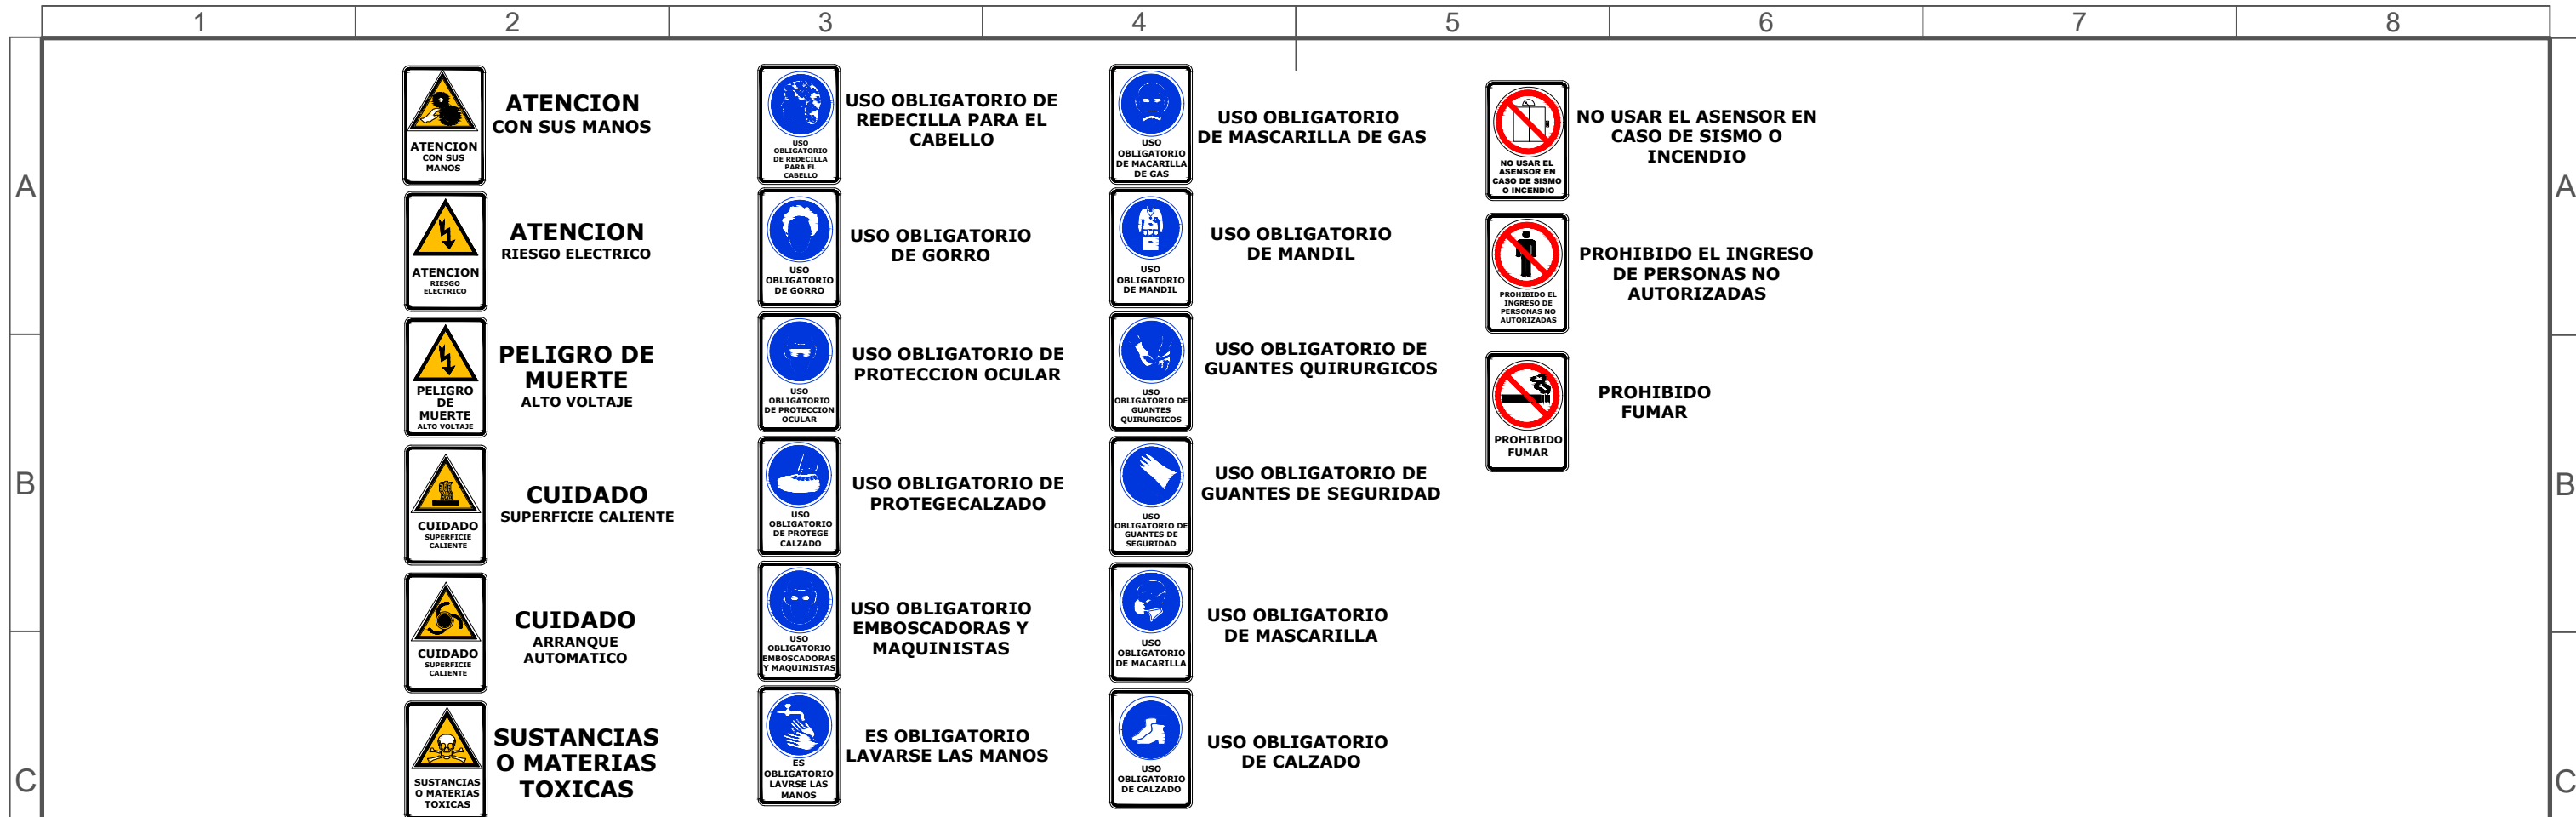 1 2 3 4 5 6 7 8
A
B
C
ATENCION
CON SUS
MANOS
ATENCION
CON SUS MANOS
ATENCION
RIESGO
ELECTRICO
ATENCION
RIESGO ELECTRICO
PELIGRO
DE
MUERTE
ALTO VOLTAJE
PELIGRO DE
MUERTE
ALTO VOLTAJE
CUIDADO
SUPERFICIE
CALIENTE
CUIDADO
SUPERFICIE CALIENTE
CUIDADO
SUPERFICIE
CALIENTE
CUIDADO
ARRANQUE
AUTOMATICO
SUSTANCIAS
O MATERIAS
TOXICAS
SUSTANCIAS
O MATERIAS
TOXICAS
USO
OBLIGATORIO
DE REDECILLA
PARA EL
CABELLO
USO OBLIGATORIO DE
REDECILLA PARA EL
CABELLO
USO
OBLIGATORIO
DE GORRO
USO OBLIGATORIO
DE GORRO
USO
OBLIGATORIO
DE PROTECCION
OCULAR
USO OBLIGATORIO DE
PROTECCION OCULAR
USO
OBLIGATORIO
DE PROTEGE
CALZADO
USO OBLIGATORIO DE
PROTEGECALZADO
USO
OBLIGATORIO
EMBOSCADORAS
Y MAQUINISTAS
USO OBLIGATORIO
EMBOSCADORAS Y
MAQUINISTAS
ES
OBLIGATORIO
LAVRSE LAS
MANOS
ES OBLIGATORIO
LAVARSE LAS MANOS
USO
OBLIGATORIO
DE MACARILLA
DE GAS
USO OBLIGATORIO
DE MASCARILLA DE GAS
USO
OBLIGATORIO
DE MANDIL
USO OBLIGATORIO
DE MANDIL
USO
OBLIGATORIO DE
GUANTES
QUIRURGICOS
USO OBLIGATORIO DE
GUANTES QUIRURGICOS
USO
OBLIGATORIO DE
GUANTES DE
SEGURIDAD
USO OBLIGATORIO DE
GUANTES DE SEGURIDAD
USO
OBLIGATORIO
DE MACARILLA
USO OBLIGATORIO
DE MASCARILLA
USO
OBLIGATORIO
DE CALZADO
USO OBLIGATORIO
DE CALZADO
NO USAR EL
ASENSOR EN
CASO DE SISMO
O INCENDIO
NO USAR EL ASENSOR EN
CASO DE SISMO O
INCENDIO
PROHIBIDO EL
INGRESO DE
PERSONAS NO
AUTORIZADAS
PROHIBIDO EL INGRESO
DE PERSONAS NO
AUTORIZADAS
PROHIBIDO
FUMAR
PROHIBIDO
FUMAR
A
B
C